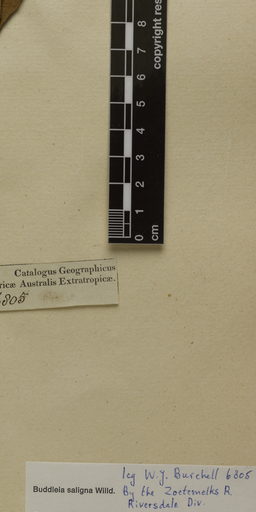 copyright res
8
7
6
5
4
3
2
1
0
cm
Catalogus Geographicus
ricæ Australis Extratropicæ.
6805
Buddleia saligna Willd.
leg W.J. Burchell 6805
By the Zoetemelks R.
Riversdale Div.